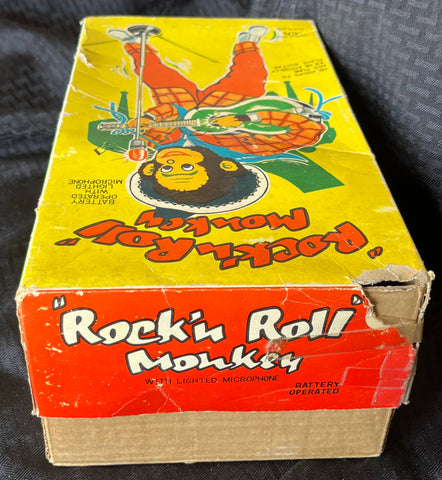 "Rock'n Roll"
Monkey
WITH LIGHTED MICROPHONE
BATTERY
OPERATED
"Rock'n Roll"
Monkey
BATTERY
OPERATED
WITH
LIGHTED
MICROPHONE